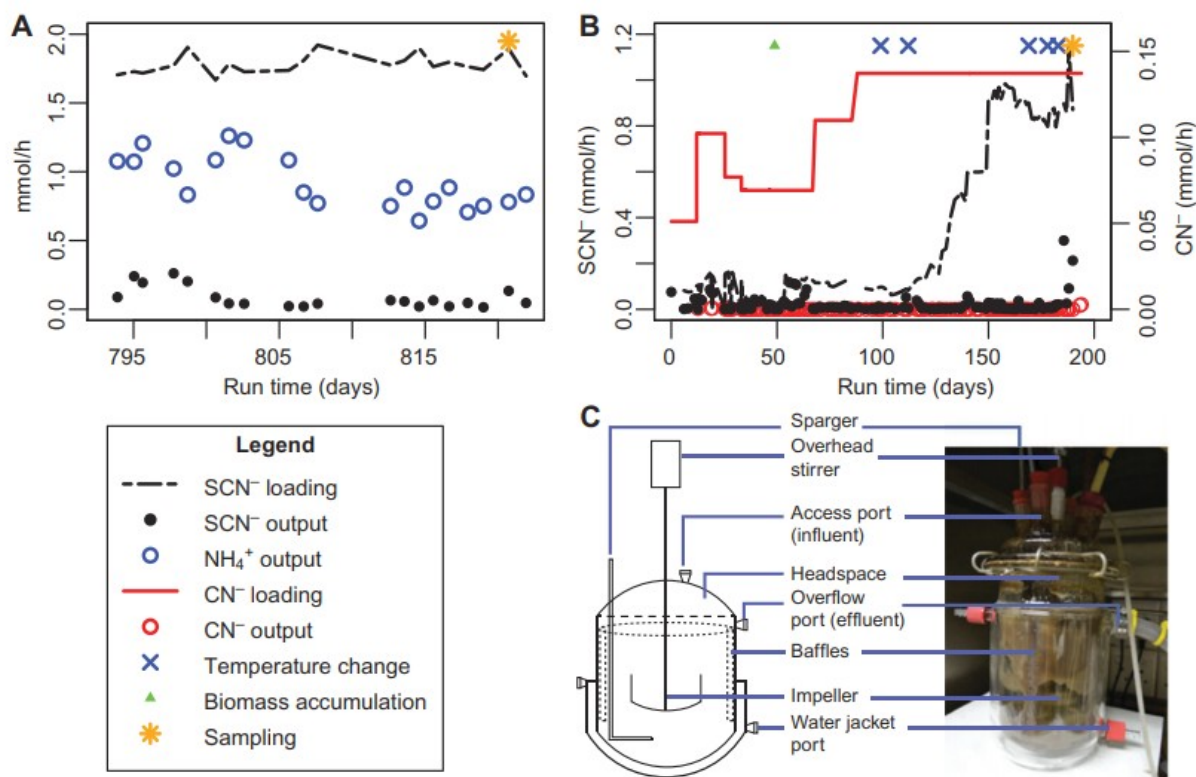 A
2.0
1.5
1.0
0.5
0.0
mmol/h
795
805
815
Run time (days)
B
1.2
0.8
0.4
0.0
SCN⁻ (mmol/h)
0.15
0.10
0.05
0.00
CN⁻ (mmol/h)
0
50
100
150
200
Run time (days)
Legend
SCN⁻ loading
SCN⁻ output
NH₄⁺ output
CN⁻ loading
CN⁻ output
Temperature change
Biomass accumulation
Sampling
C
Sparger
Overhead
stirrer
Access port
(influent)
Headspace
Overflow
port (effluent)
Baffles
Impeller
Water jacket
port